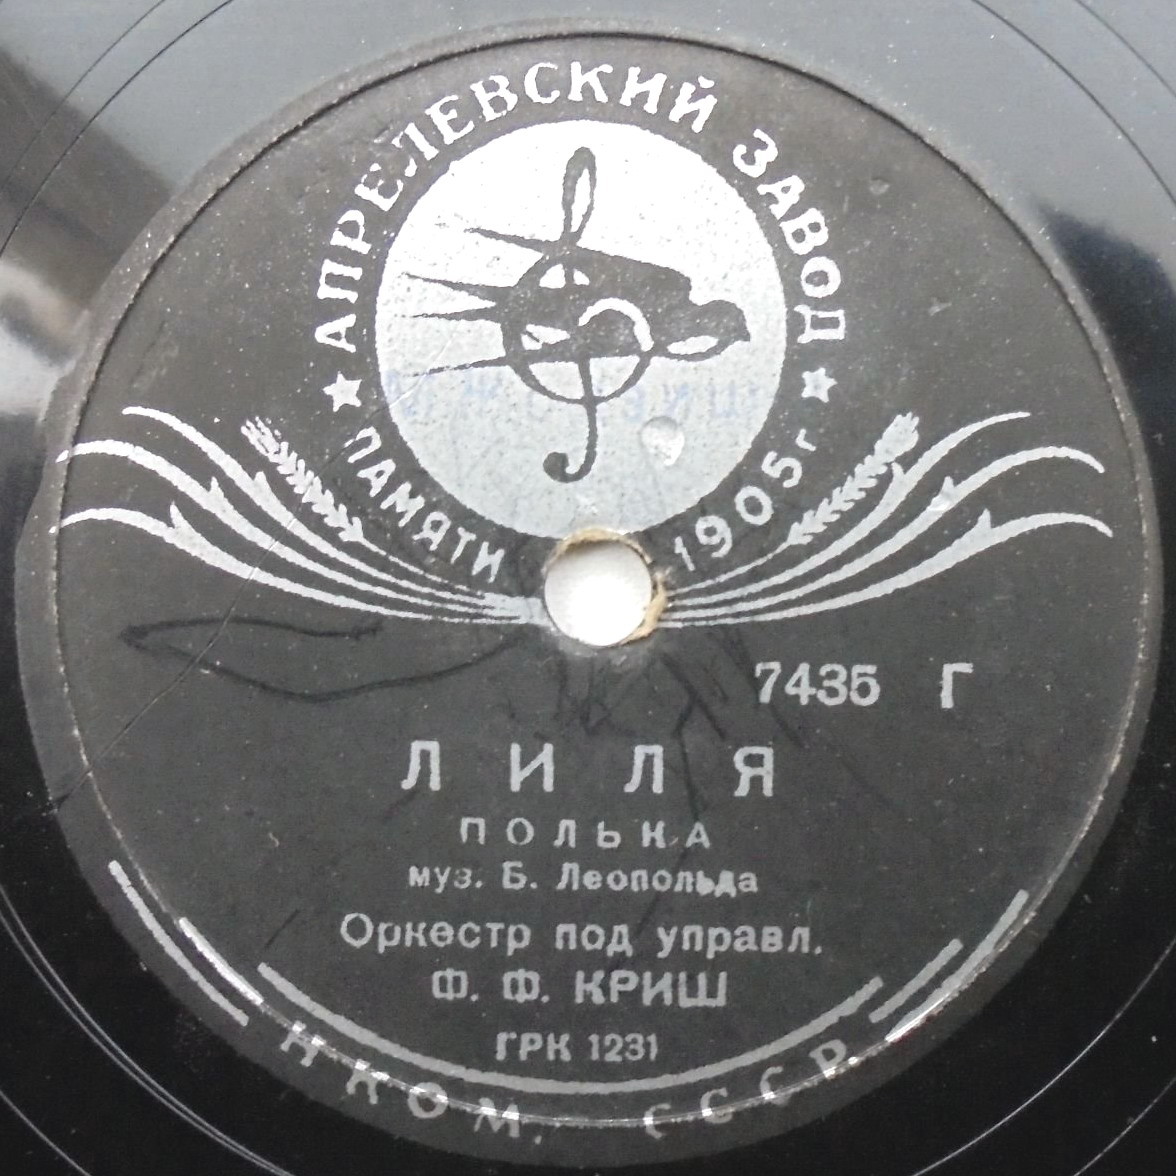 АПРЕЛЕВСКИЙ ЗАВОД
ПАМЯТИ 1905 г
7435 Г
ЛИЛЯ
ПОЛЬКА
муз. Б. Леопольда
Оркестр под управл.
Ф. Ф. КРИШ
ГРК 1231
НКОМ. СССР